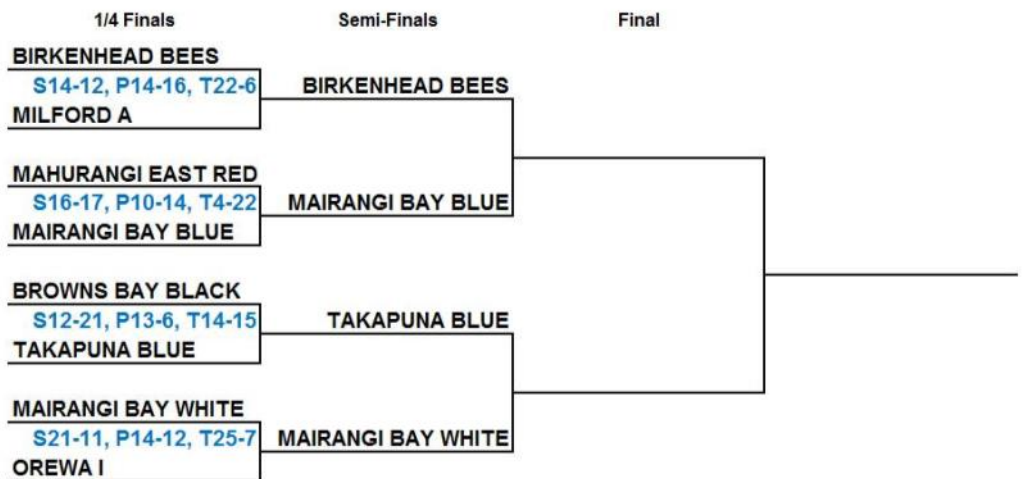 1/4 Finals Semi-Finals Final
BIRKENHEAD BEES
S14-12, P14-16, T22-6 BIRKENHEAD BEES
MILFORD A
MAHURANGI EAST RED
S16-17, P10-14, T4-22 MAIRANGI BAY BLUE
MAIRANGI BAY BLUE
BROWNS BAY BLACK
S12-21, P13-6, T14-15 TAKAPUNA BLUE
TAKAPUNA BLUE
MAIRANGI BAY WHITE
S21-11, P14-12, T25-7 MAIRANGI BAY WHITE
OREWA I